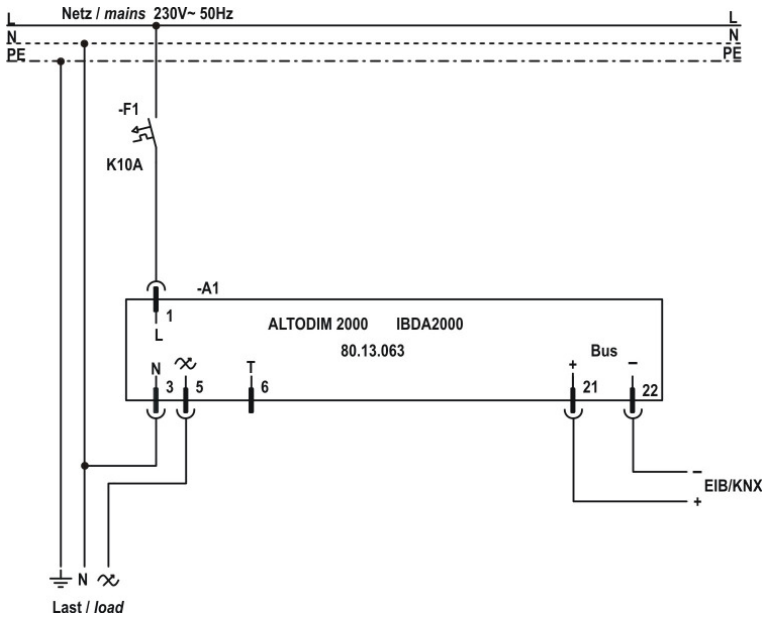 Netz / mains 230V~ 50Hz
L L
N N
PE PE
-F1
K10A
-A1
1
L
ALTODIM 2000 IBDA2000
80.13.063
Bus
N T + −
3 5 6 21 22
−
EIB/KNX
+
N
Last / load